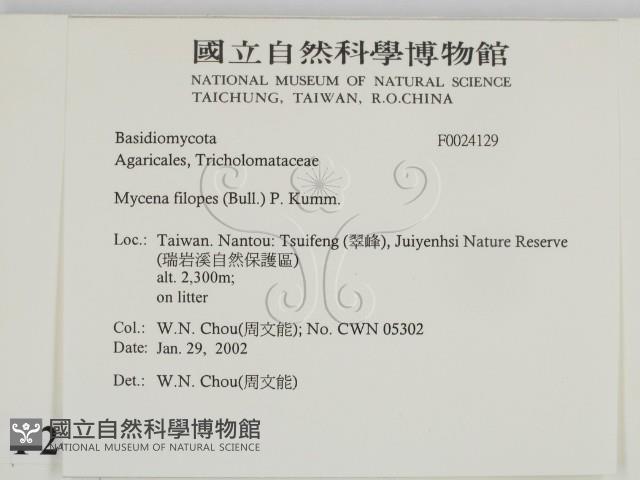 國立自然科學博物館
NATIONAL MUSEUM OF NATURAL SCIENCE
TAICHUNG, TAIWAN, R.O.CHINA
Basidiomycota F0024129
Agaricales, Tricholomataceae
Mycena filopes (Bull.) P. Kumm.
Loc.: Taiwan. Nantou: Tsuifeng (翠峰), Juiyenhsi Nature Reserve
(瑞岩溪自然保護區)
alt. 2,300m;
on litter
Col.: W.N. Chou(周文能); No. CWN 05302
Date: Jan. 29, 2002
Det.: W.N. Chou(周文能)
國立自然科學博物館
NATIONAL MUSEUM OF NATURAL SCIENCE